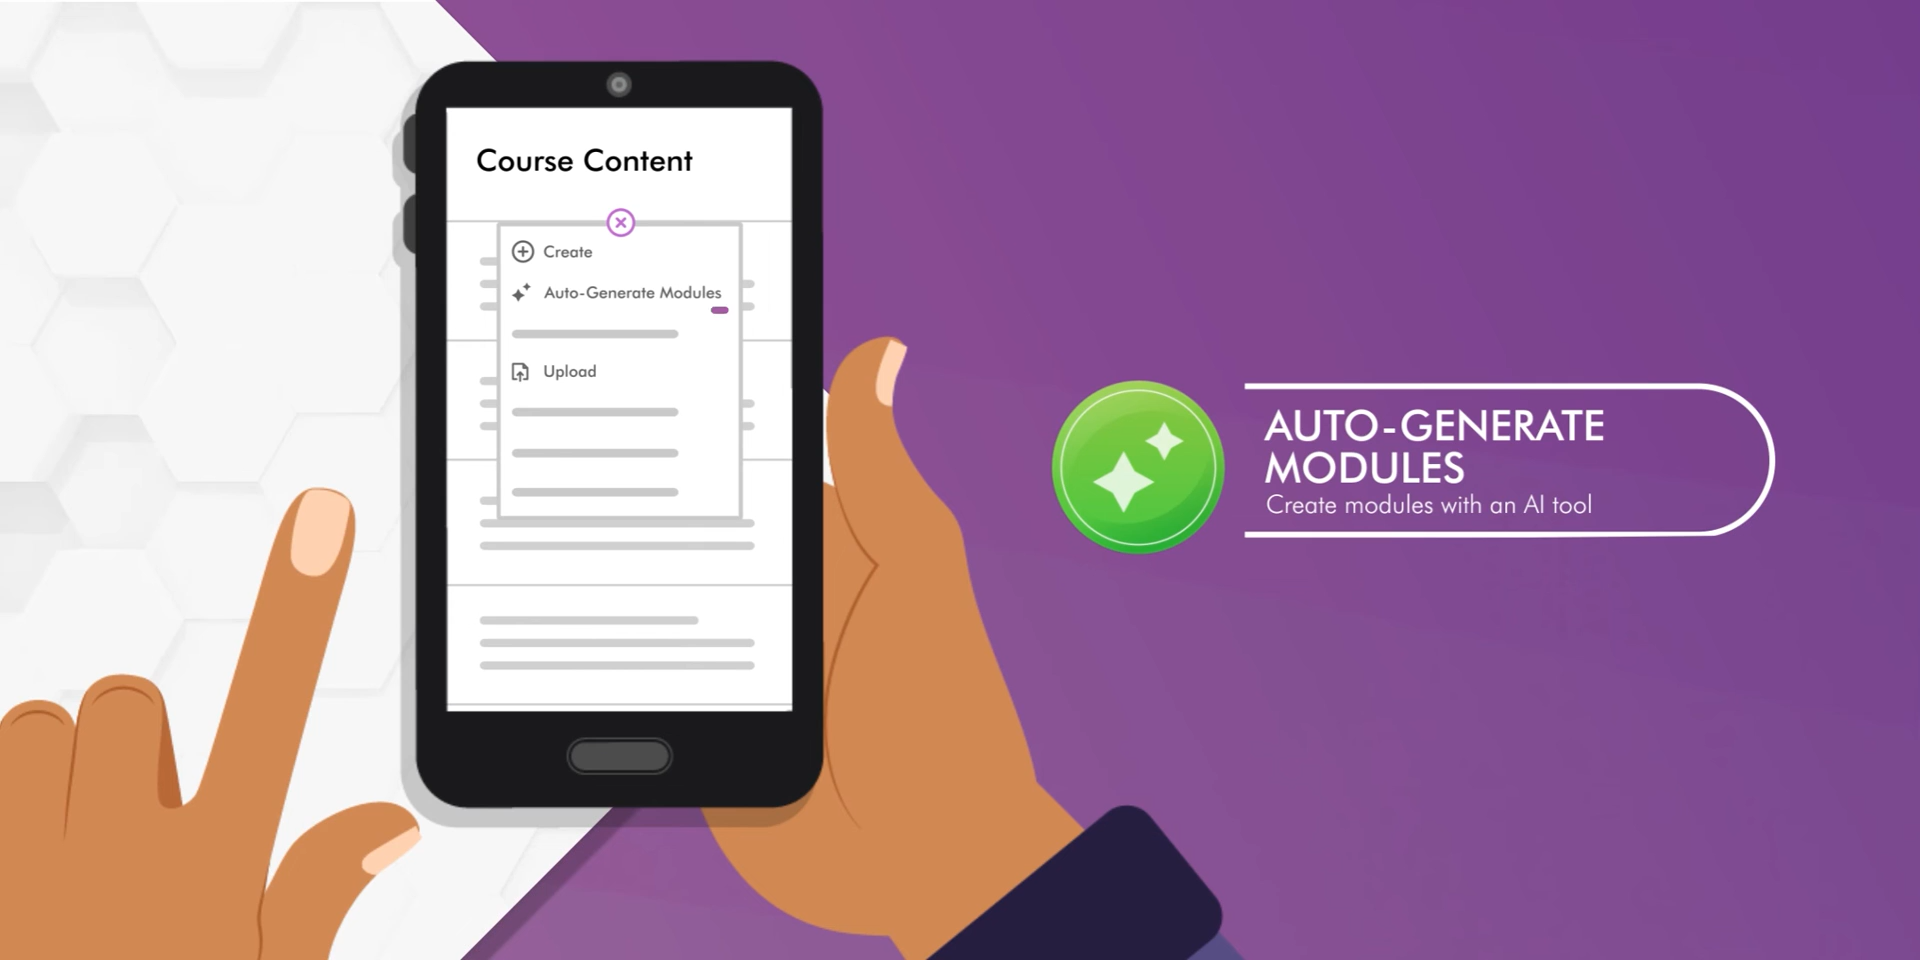 Course Content
Create
Auto-Generate Modules
Upload
AUTO-GENERATE
MODULES
Create modules with an AI tool